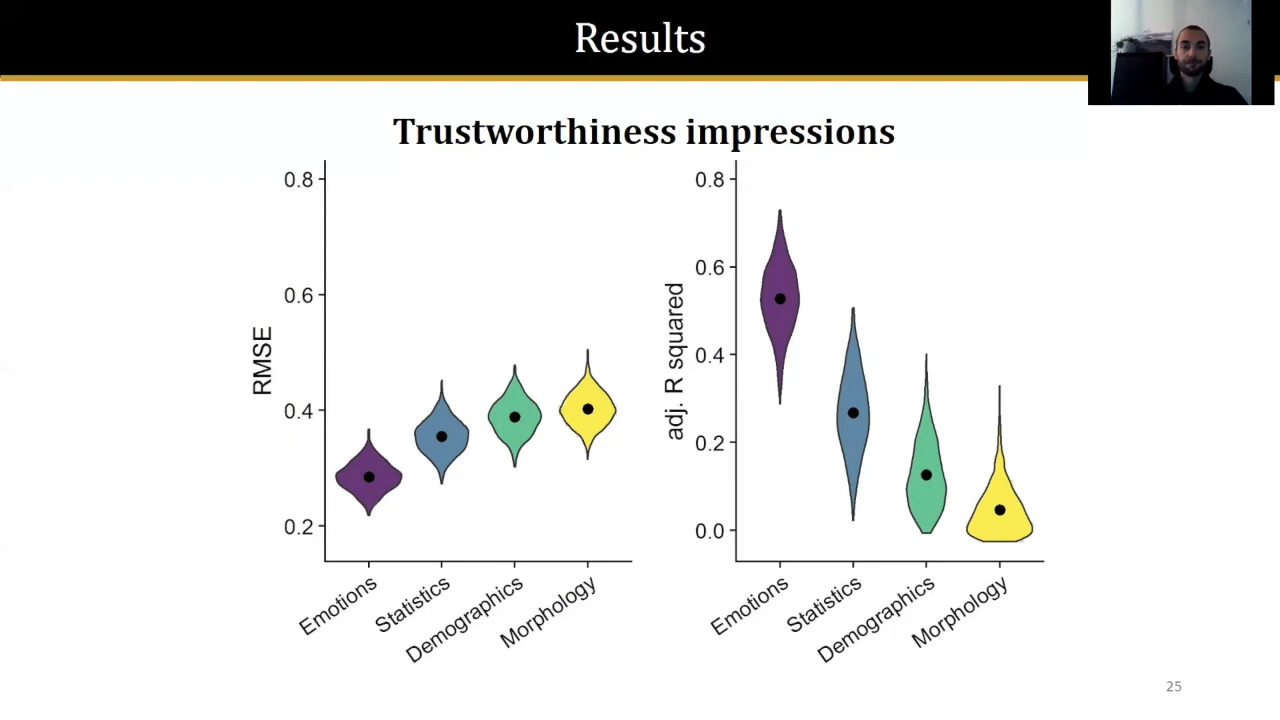 Results
Trustworthiness impressions
RMSE
0.8
0.6
0.4
0.2
Emotions
Statistics
Demographics
Morphology
adj. R squared
0.8
0.6
0.4
0.2
0.0
Emotions
Statistics
Demographics
Morphology
25